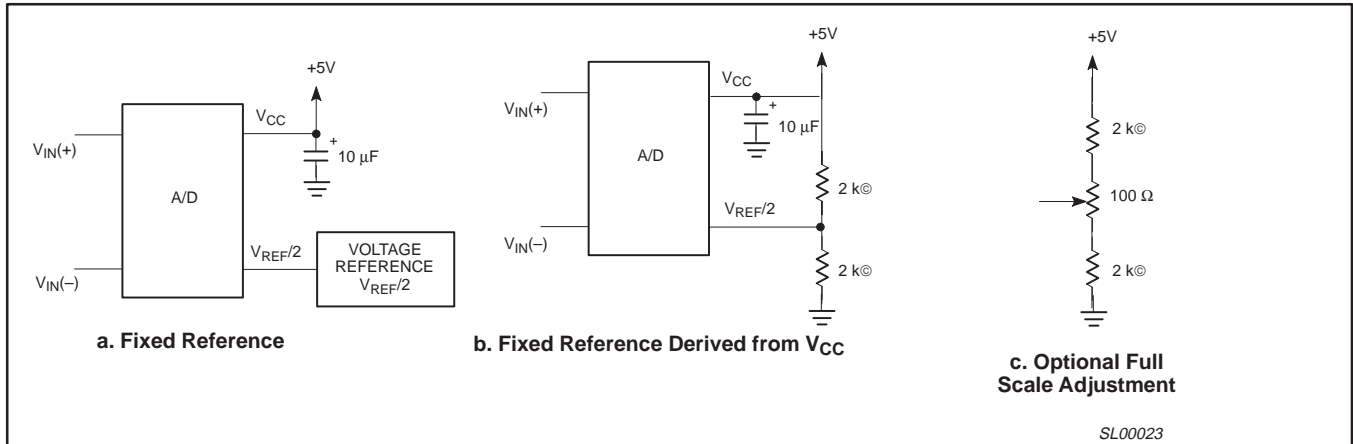 +5V
VCC
VIN(+)
+
10 μF
A/D
VREF/2
VIN(–)
VOLTAGE
REFERENCE
VREF/2
a. Fixed Reference
+5V
VCC
VIN(+)
+
10 μF
A/D
2 k©
VREF/2
VIN(–)
2 k©
b. Fixed Reference Derived from VCC
+5V
2 k©
100 Ω
2 k©
c. Optional Full
Scale Adjustment
SL00023